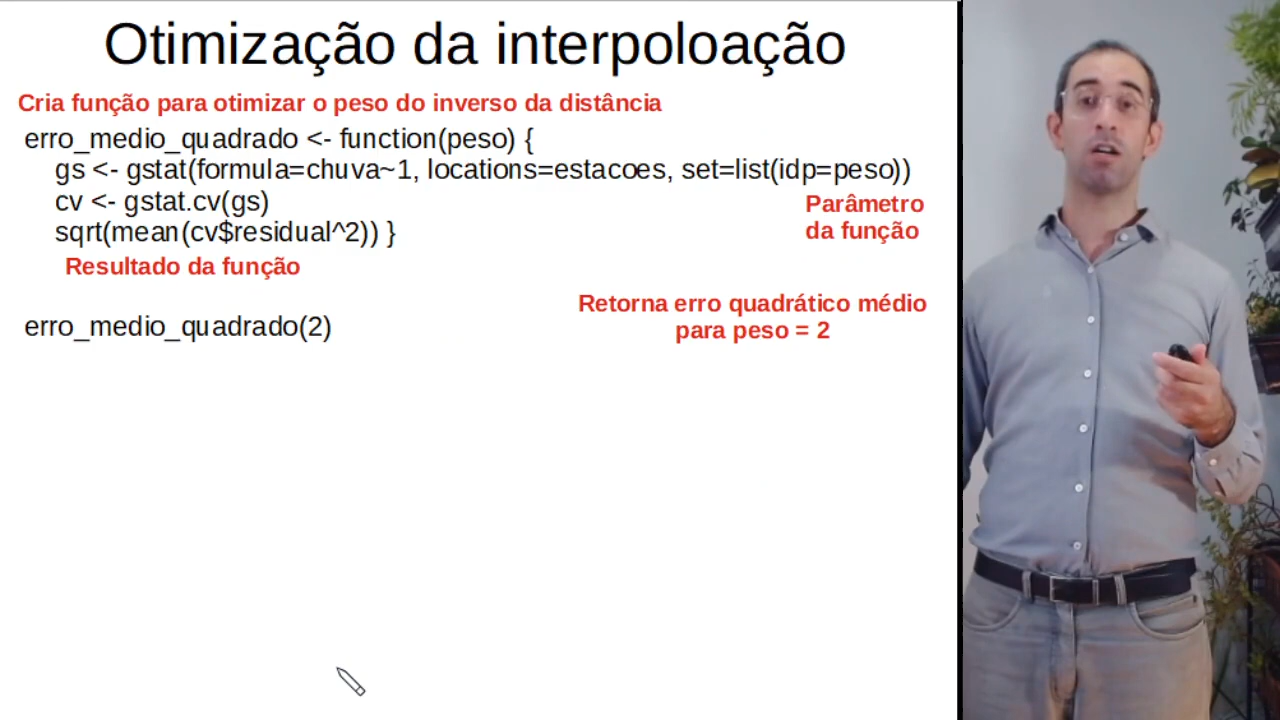 Otimização da interpoloação
Cria função para otimizar o peso do inverso da distância
erro_medio_quadrado <- function(peso) {
gs <- gstat(formula=chuva~1, locations=estacoes, set=list(idp=peso))
cv <- gstat.cv(gs)
sqrt(mean(cv$residual^2)) }
Parâmetro
da função
Resultado da função
Retorna erro quadrático médio
para peso = 2
erro_medio_quadrado(2)